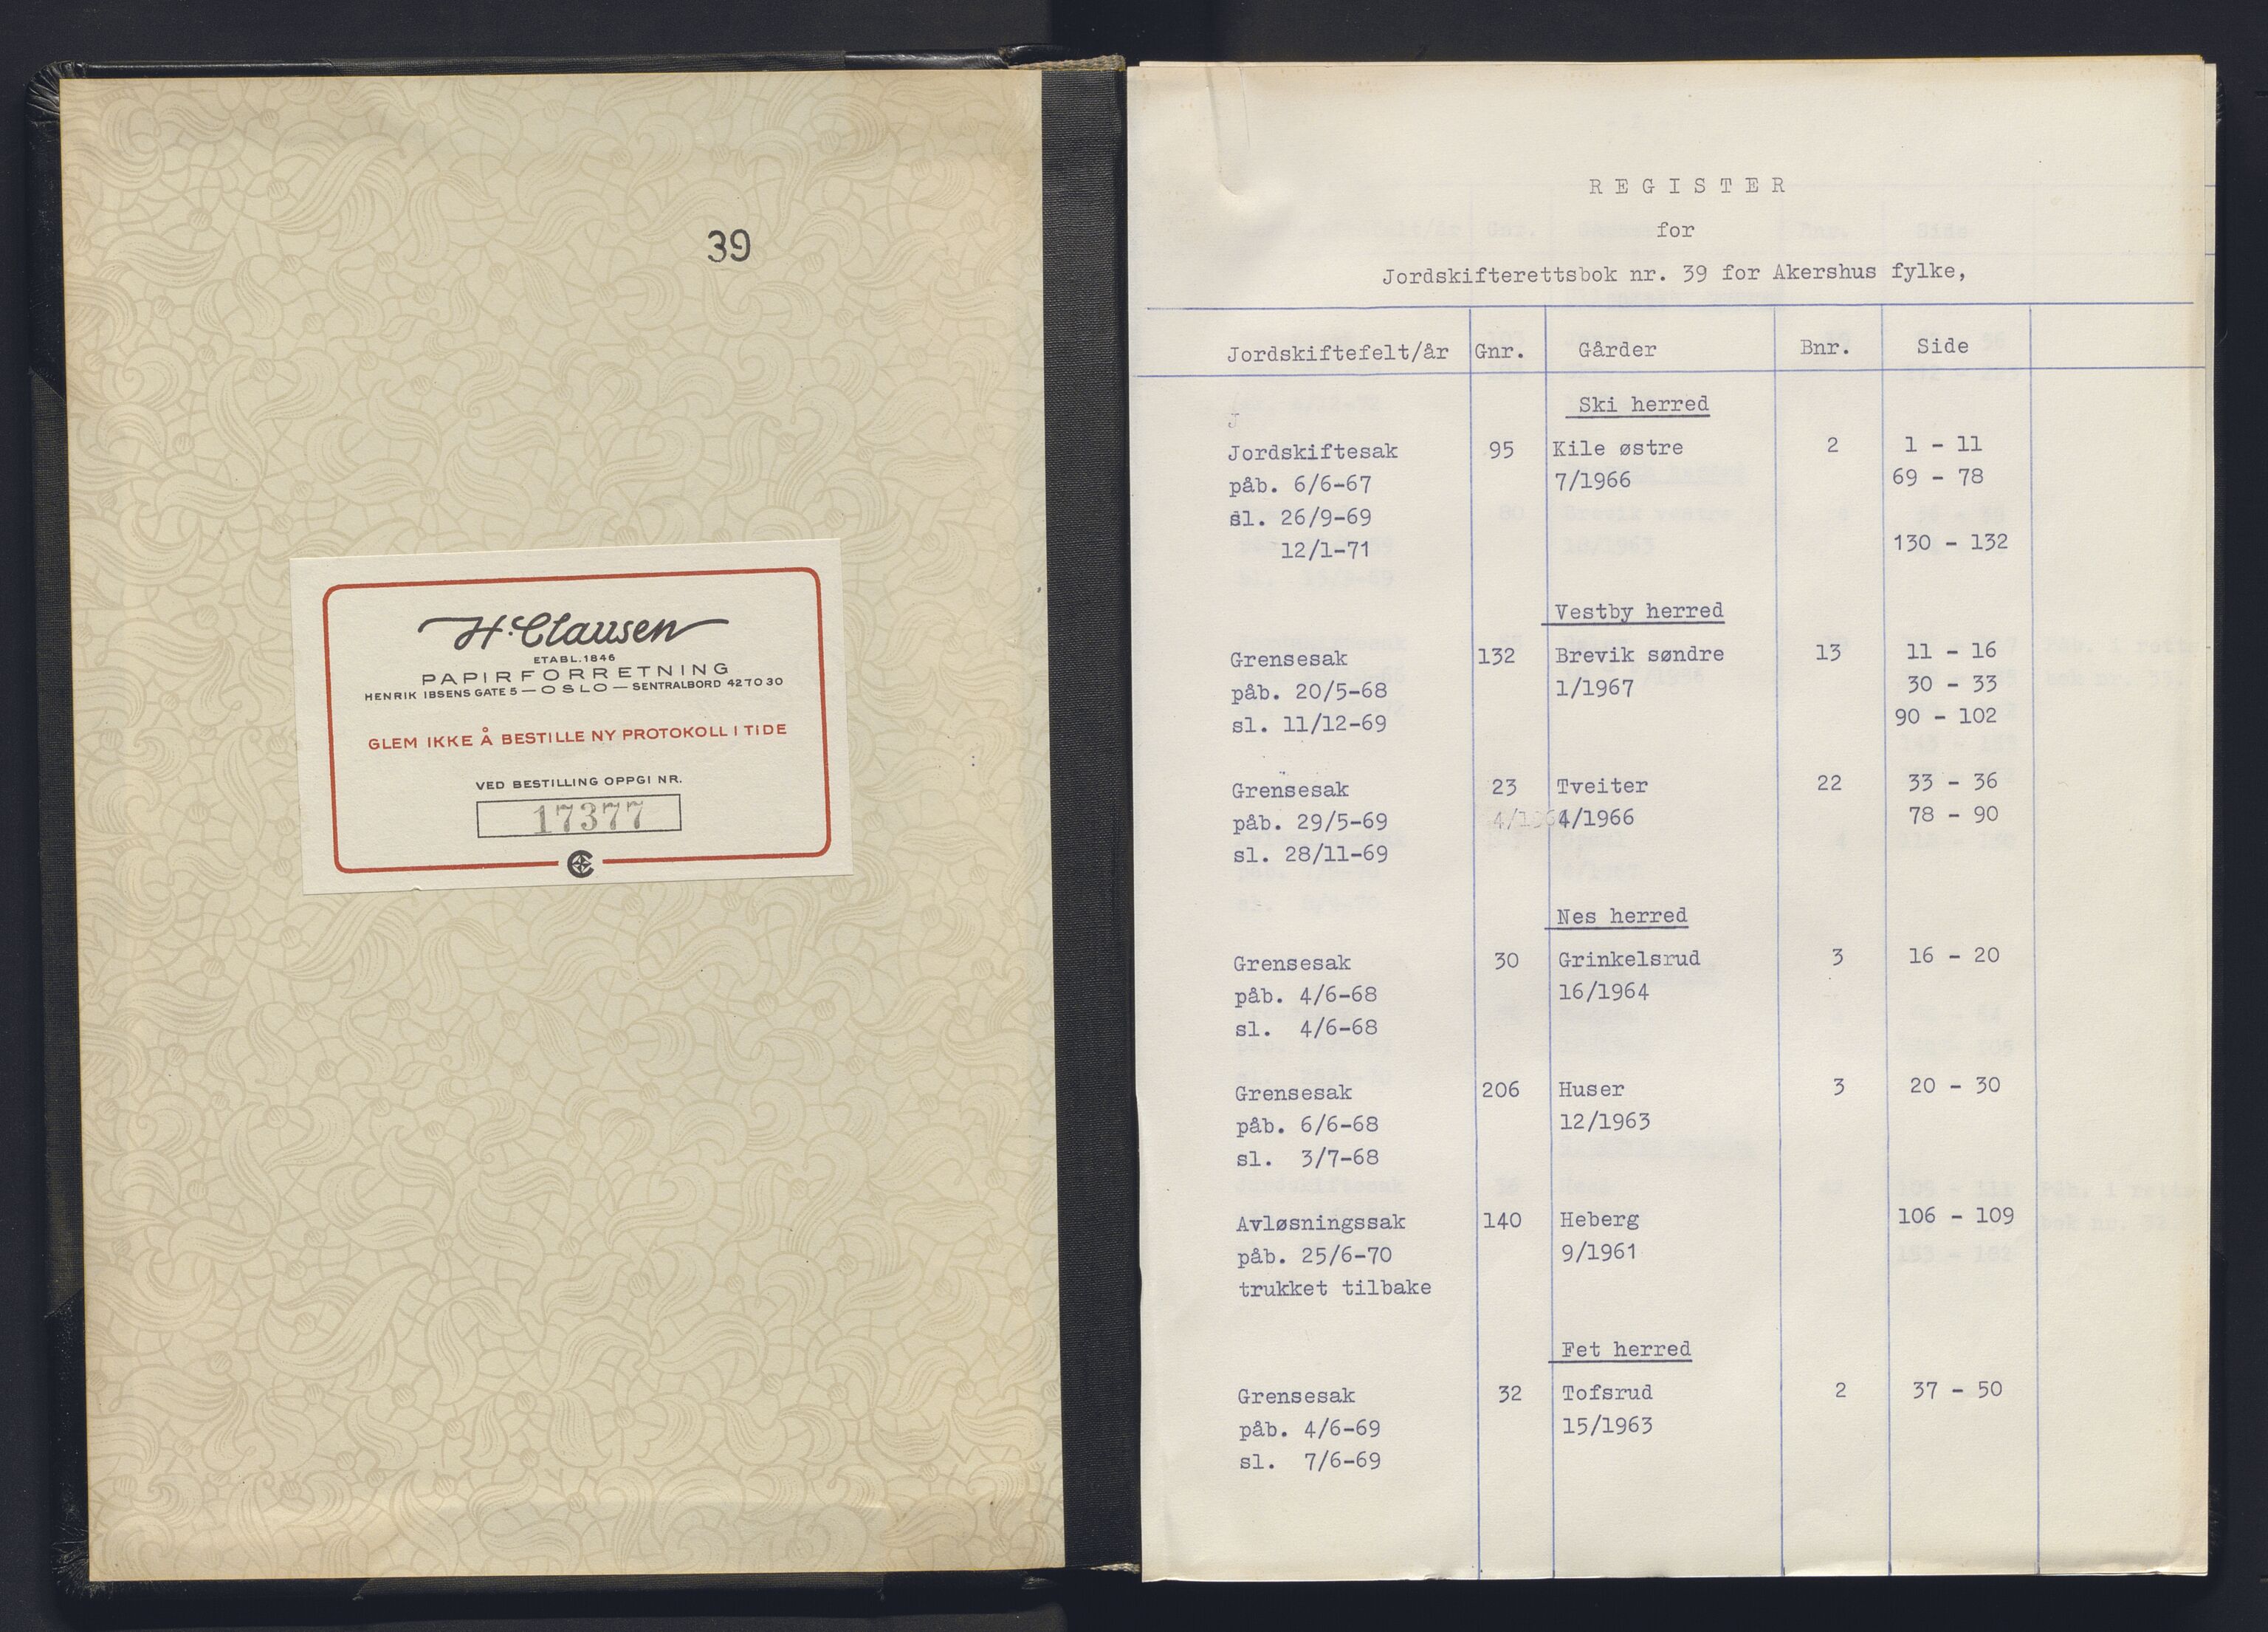 39
H. Clausen
ETABL. 1846
PAPIRFORRETNING
HENRIK IBSENS GATE 5 — OSLO — SENTRALBORD 42 70 30
GLEM IKKE Å BESTILLE NY PROTOKOLL I TIDE
VED BESTILLING OPPGI NR.
17377
REGISTER
for
Jordskifterettsbok nr. 39 for Akershus fylke,
Jordskiftefelt/år Gnr. Gårder Bnr. Side
Ski herred
J
Jordskiftesak 95 Kile østre 2 1 - 11
påb. 6/6-67 7/1966 69 - 78
sl. 26/9-69
12/1-71 130 - 132
Vestby herred
Grensesak 132 Brevik søndre 13 11 - 16
påb. 20/5-68 1/1967 30 - 33
sl. 11/12-69 90 - 102
Grensesak 23 Tveiter 22 33 - 36
påb. 29/5-69 4/1966 78 - 90
sl. 28/11-69
Nes herred
Grensesak 30 Grinkelsrud 3 16 - 20
påb. 4/6-68 16/1964
sl. 4/6-68
Grensesak 206 Huser 3 20 - 30
påb. 6/6-68 12/1963
sl. 3/7-68
Avløsningssak 140 Heberg 106 - 109
påb. 25/6-70 9/1961
trukket tilbake
Fet herred
Grensesak 32 Tofsrud 2 37 - 50
påb. 4/6-69 15/1963
sl. 7/6-69